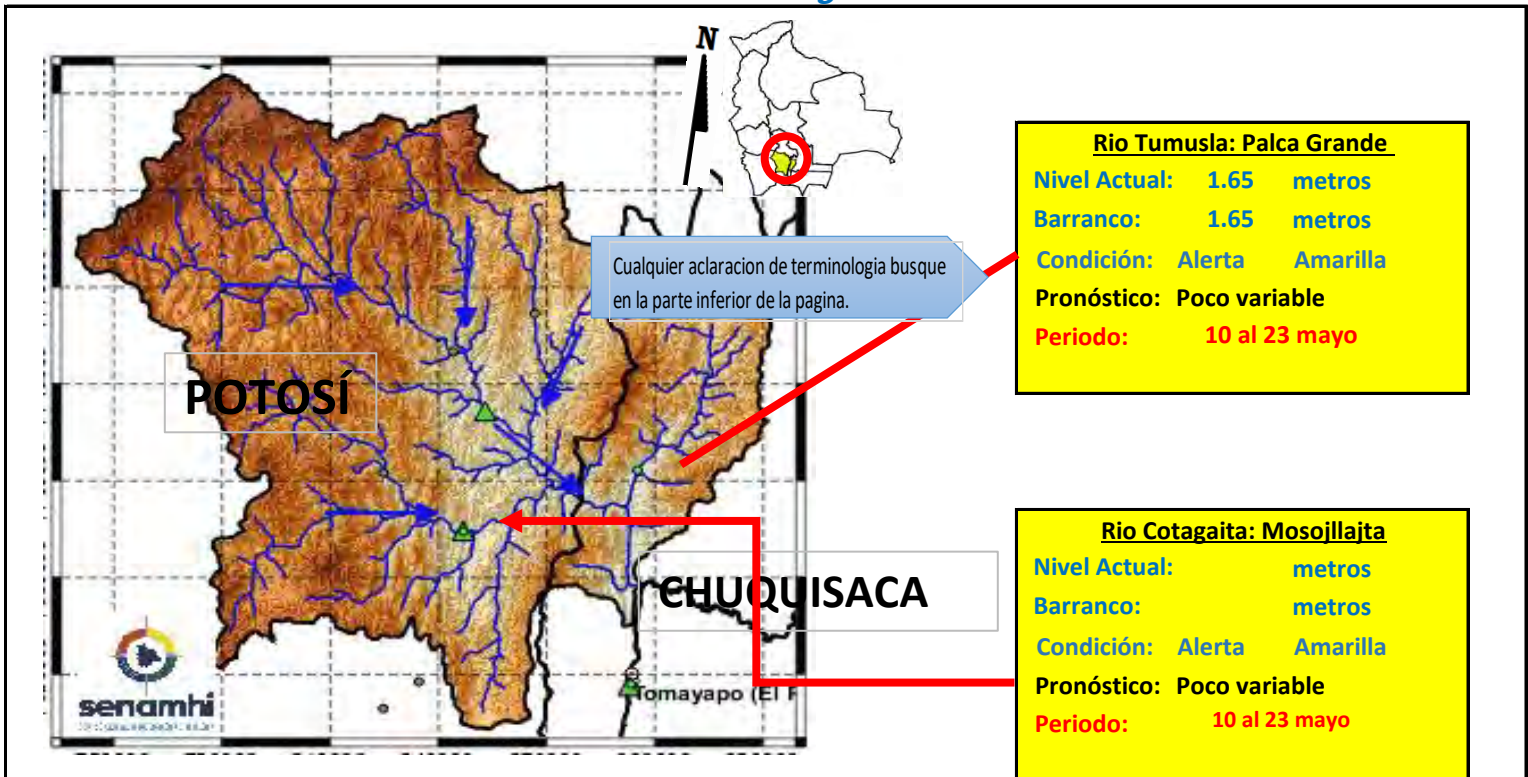 N
Cualquier aclaracion de terminologia busque
en la parte inferior de la pagina.
POTOSÍ
CHUQUISACA
Tomayapo (El
senamhi
Rio Tumusla: Palca Grande
Nivel Actual: 1.65 metros
Barranco: 1.65 metros
Condición: Alerta Amarilla
Pronóstico: Poco variable
Periodo: 10 al 23 mayo
Rio Cotagaita: Mosojllajta
Nivel Actual: metros
Barranco: metros
Condición: Alerta Amarilla
Pronóstico: Poco variable
Periodo: 10 al 23 mayo